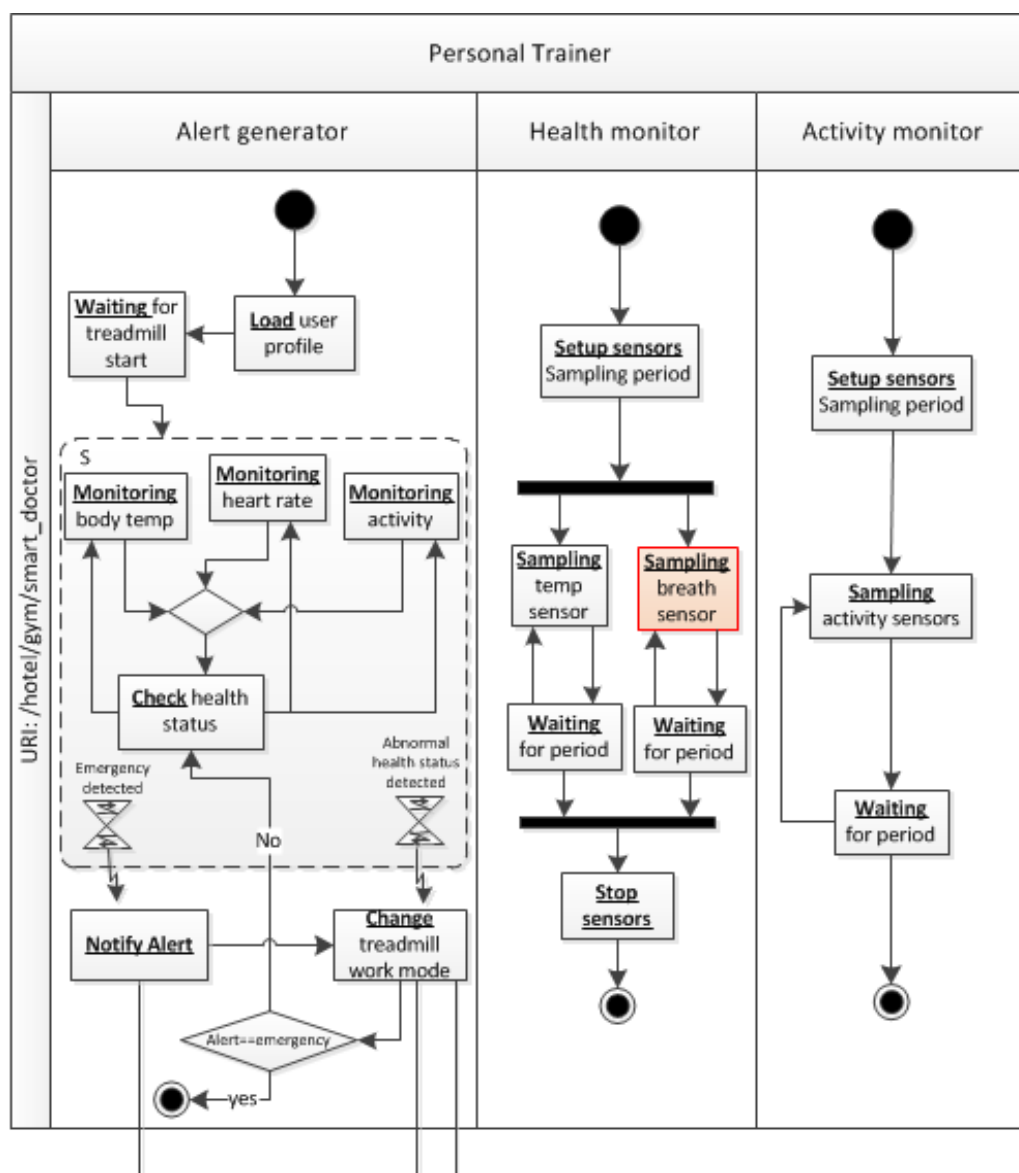 Personal Trainer
URI: /hotel/gym/smart_doctor
Alert generator
Health monitor
Activity monitor
Waiting for
treadmill
start
Load user
profile
S
Monitoring
body temp
Monitoring
heart rate
Monitoring
activity
Check health
status
Emergency
detected
Abnormal
health status
detected
No
Notify Alert
Change
treadmill
work mode
Alert==emergency
yes
Setup sensors
Sampling period
Sampling
temp
sensor
Sampling
breath
sensor
Waiting
for period
Waiting
for period
Stop
sensors
Setup sensors
Sampling period
Sampling
activity sensors
Waiting
for period